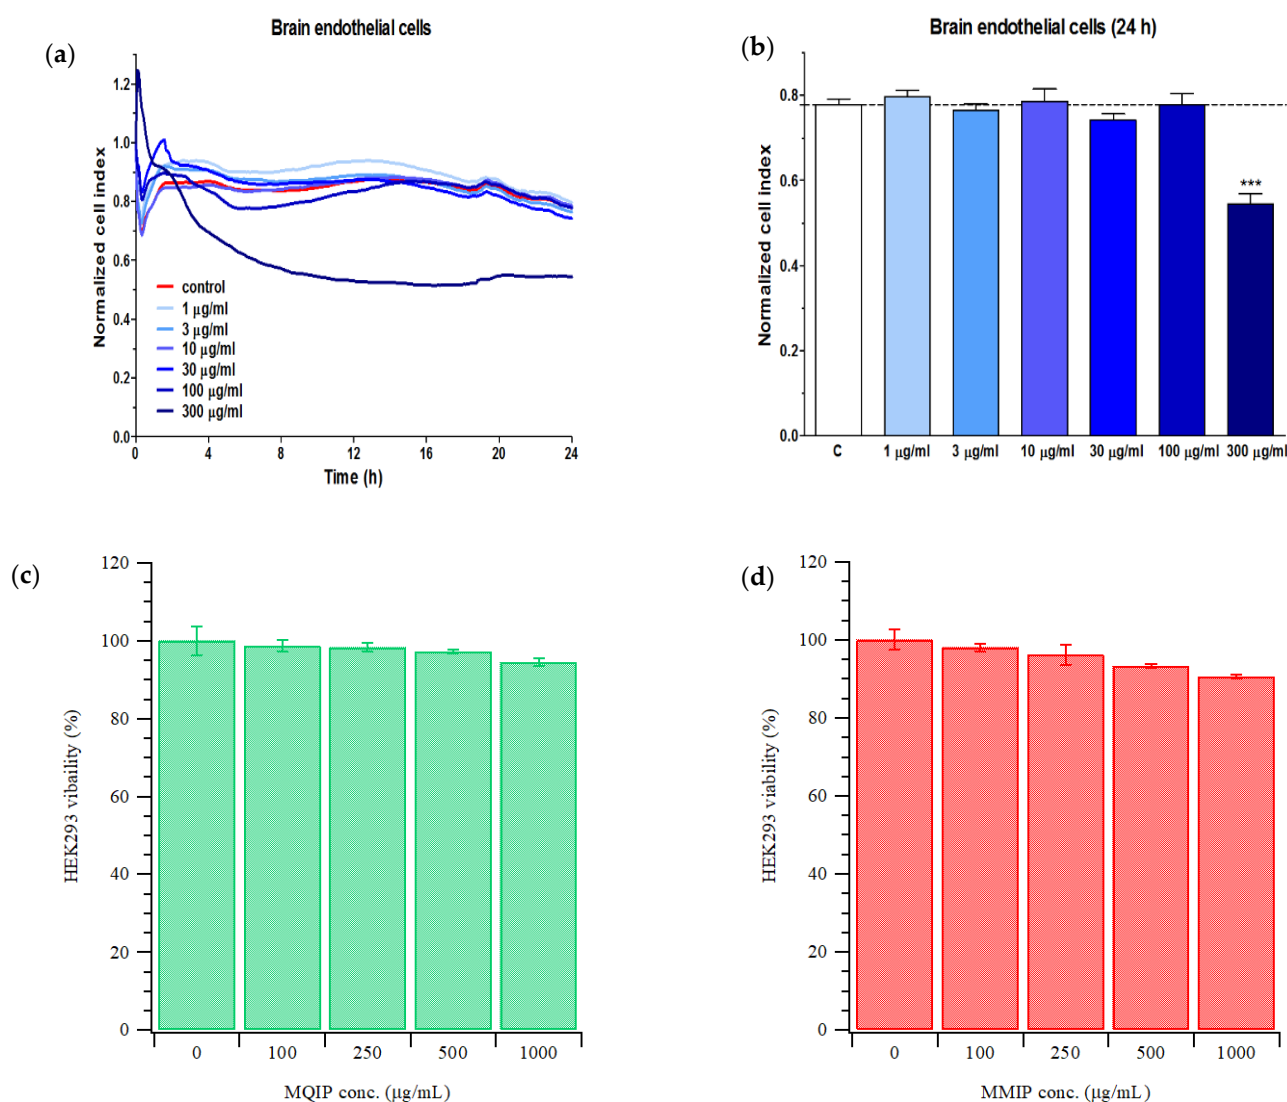 (a)
Brain endothelial cells
Normalized cell index
1.2
1.0
0.8
0.6
0.4
0.2
0.0
control
1 μg/ml
3 μg/ml
10 μg/ml
30 μg/ml
100 μg/ml
300 μg/ml
0 4 8 12 16 20 24
Time (h)
(b)
Brain endothelial cells (24 h)
Normalized cell index
0.8
0.6
0.4
0.2
0.0
***
C 1 μg/ml 3 μg/ml 10 μg/ml 30 μg/ml 100 μg/ml 300 μg/ml
(c)
HEK293 vibaility (%)
120
100
80
60
40
20
0
0 100 250 500 1000
MQIP conc. (μg/mL)
(d)
HEK293 viability (%)
120
100
80
60
40
20
0
0 100 250 500 1000
MMIP conc. (μg/mL)